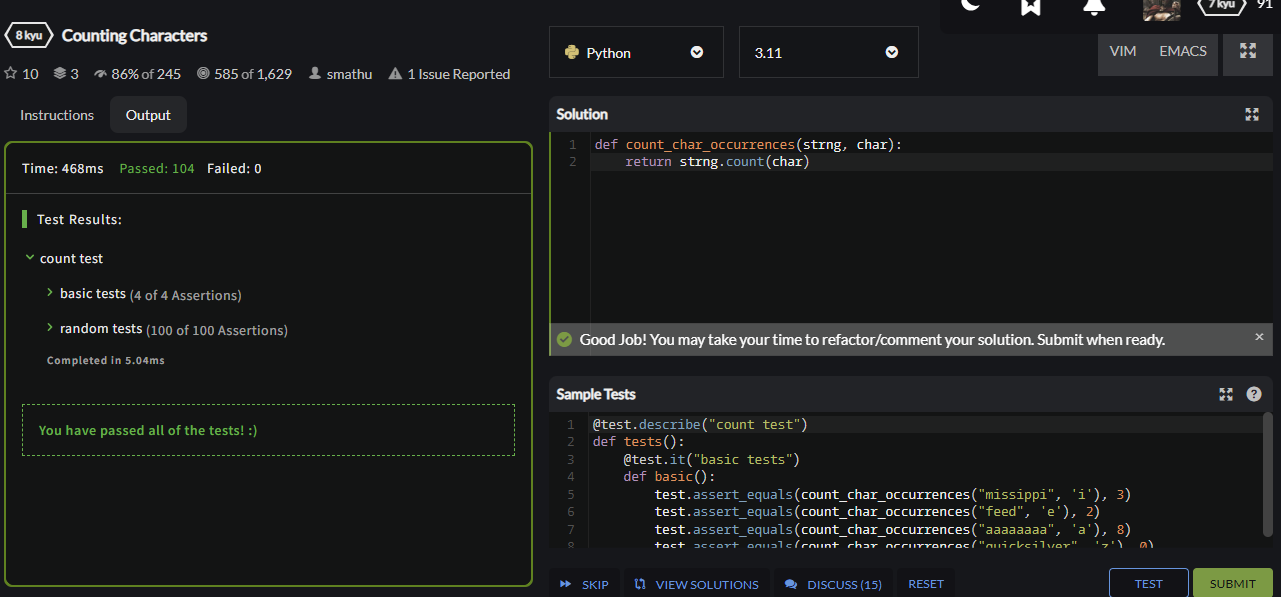 7 kyu 91
8 kyu Counting Characters
10 3 86% of 245 585 of 1,629 smathu 1 Issue Reported
Instructions Output
Time: 468ms Passed: 104 Failed: 0
Test Results:
count test
basic tests (4 of 4 Assertions)
random tests (100 of 100 Assertions)
Completed in 5.04ms
You have passed all of the tests! :)
Python 3.11 VIM EMACS
Solution
1 def count_char_occurrences(strng, char):
2     return strng.count(char)
Good Job! You may take your time to refactor/comment your solution. Submit when ready. ×
Sample Tests ?
1 @test.describe("count test")
2 def tests():
3     @test.it("basic tests")
4     def basic():
5         test.assert_equals(count_char_occurrences("missippi", 'i'), 3)
6         test.assert_equals(count_char_occurrences("feed", 'e'), 2)
7         test.assert_equals(count_char_occurrences("aaaaaaaa", 'a'), 8)
8         test.assert_equals(count_char_occurrences("quicksilver", 'z'), 0)
SKIP VIEW SOLUTIONS DISCUSS (15) RESET TEST SUBMIT